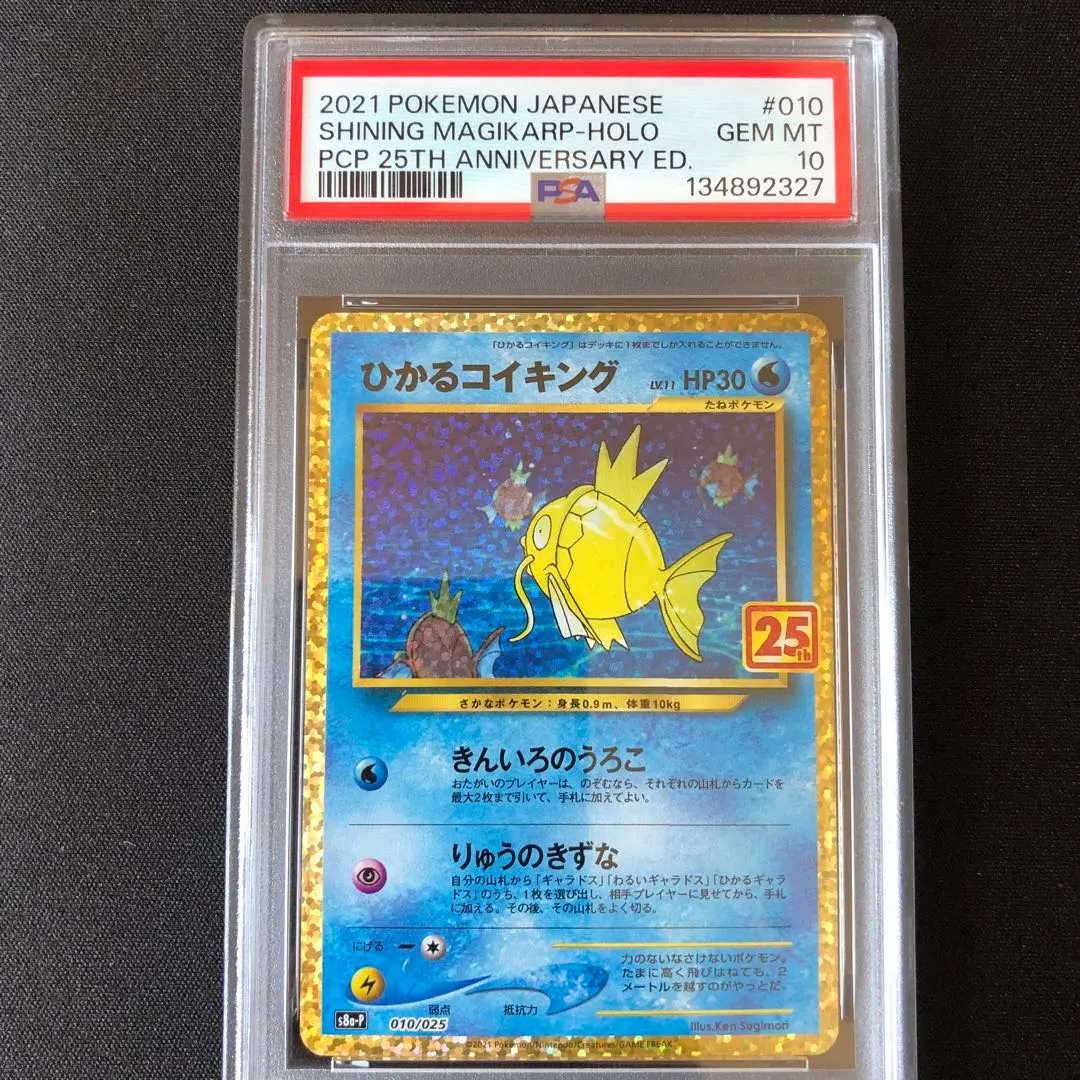 2021 POKEMON JAPANESE #010
SHINING MAGIKARP-HOLO GEM MT
PCP 25TH ANNIVERSARY ED. 10
PSA 134892327
「ひかるコイキング」はデッキに1枚までしか入れることができません。
ひかるコイキング LV.11 HP30
たねポケモン
25th
さかなポケモン：身長0.9m、体重10kg
きんいろのうろこ
おたがいのプレイヤーは、のぞむなら、それぞれの山札からカードを
最大2枚まで引いて、手札に加えてよい。
りゅうのきずな
自分の山札から「ギャラドス」「わるいギャラドス」「ひかるギャラ
ドス」のうち、1枚を選び出し、相手プレイヤーに見せてから、手札
に加える。その後、その山札をよく切る。
にげる
力のないなさけないポケモン。
たまに高く飛びはねても、2
メートルを越すのがやっとだ。
弱点 抵抗力
s8a-P 010/025
Illus.Ken Sugimori
©2021 Pokémon/Nintendo/Creatures/GAME FREAK